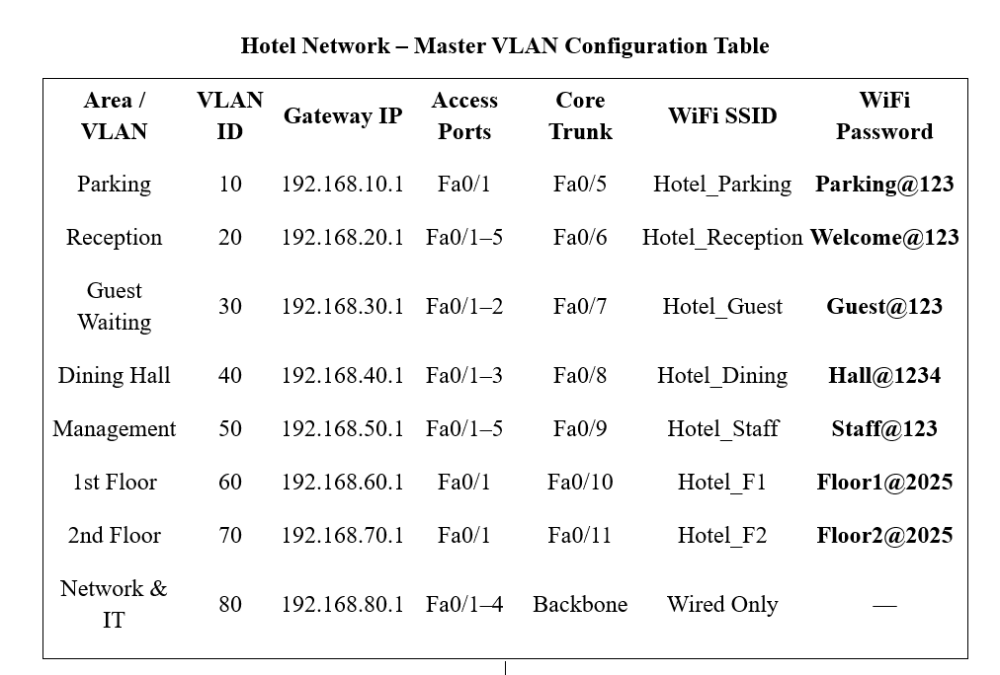 Hotel Network – Master VLAN Configuration Table
Area / VLAN VLAN ID Gateway IP Access Ports Core Trunk WiFi SSID WiFi Password
Parking 10 192.168.10.1 Fa0/1 Fa0/5 Hotel_Parking Parking@123
Reception 20 192.168.20.1 Fa0/1–5 Fa0/6 Hotel_Reception Welcome@123
Guest Waiting 30 192.168.30.1 Fa0/1–2 Fa0/7 Hotel_Guest Guest@123
Dining Hall 40 192.168.40.1 Fa0/1–3 Fa0/8 Hotel_Dining Hall@1234
Management 50 192.168.50.1 Fa0/1–5 Fa0/9 Hotel_Staff Staff@123
1st Floor 60 192.168.60.1 Fa0/1 Fa0/10 Hotel_F1 Floor1@2025
2nd Floor 70 192.168.70.1 Fa0/1 Fa0/11 Hotel_F2 Floor2@2025
Network & IT 80 192.168.80.1 Fa0/1–4 Backbone Wired Only —